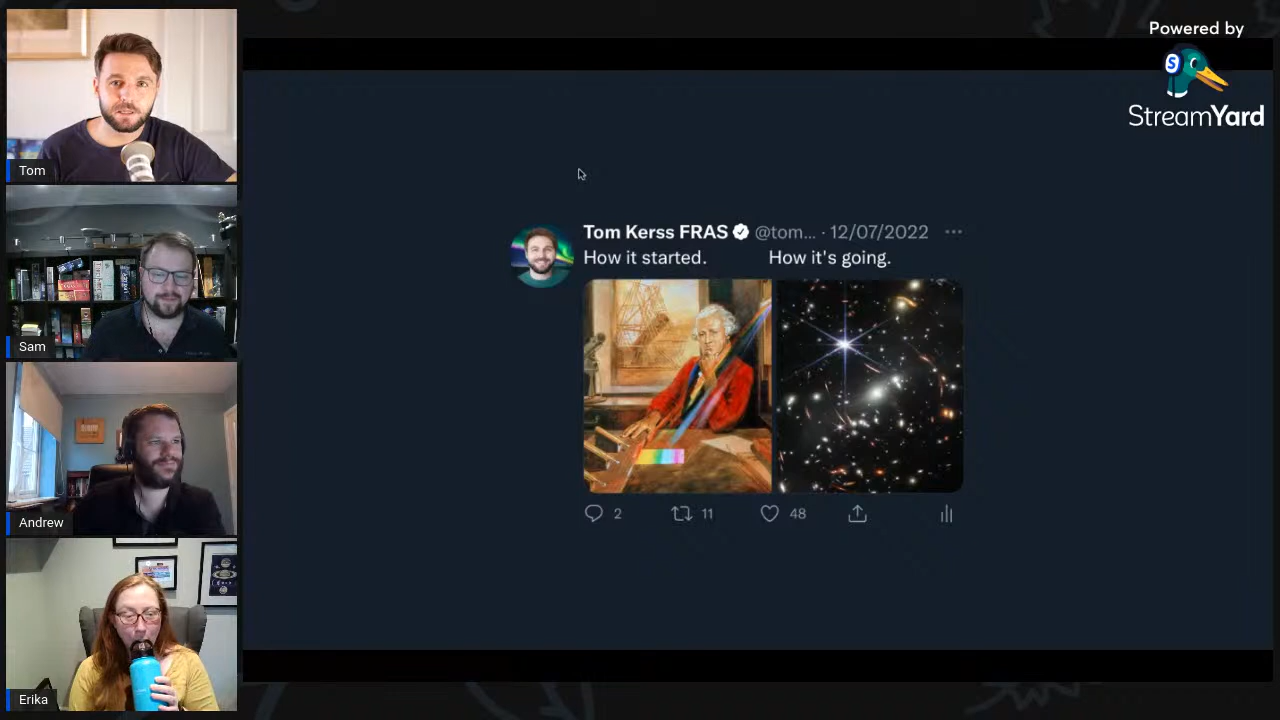 Powered by
S
StreamYard
Tom
Sam
Andrew
Erika
Tom Kerss FRAS @tom... · 12/07/2022 ...
How it started. How it's going.
2 11 48